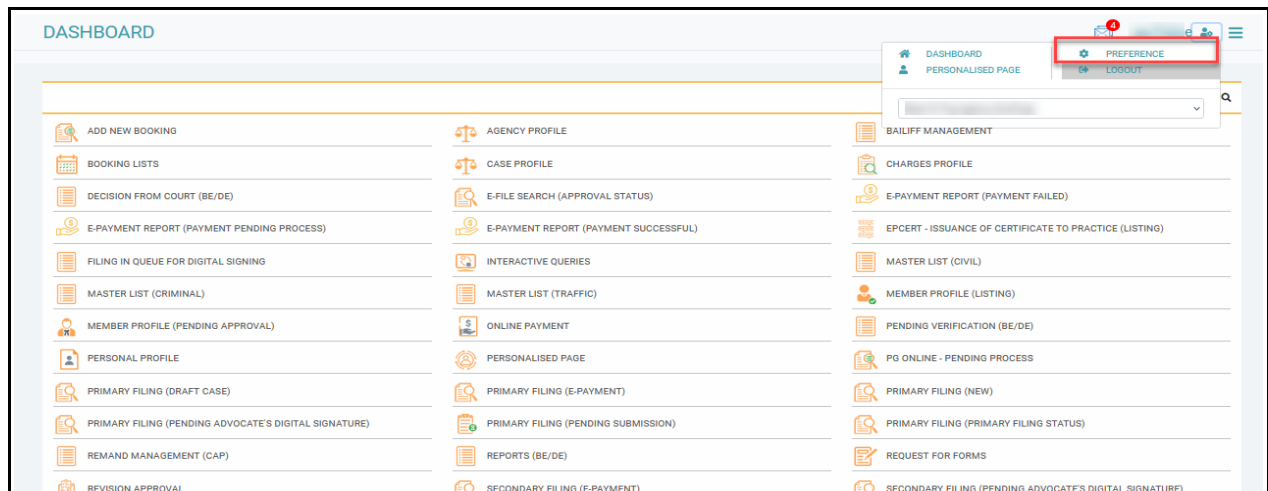 DASHBOARD
4
e
DASHBOARD
PREFERENCE
PERSONALISED PAGE
LOGOUT
ADD NEW BOOKING
AGENCY PROFILE
BAILIFF MANAGEMENT
BOOKING LISTS
CASE PROFILE
CHARGES PROFILE
DECISION FROM COURT (BE/DE)
E-FILE SEARCH (APPROVAL STATUS)
E-PAYMENT REPORT (PAYMENT FAILED)
E-PAYMENT REPORT (PAYMENT PENDING PROCESS)
E-PAYMENT REPORT (PAYMENT SUCCESSFUL)
EPCERT - ISSUANCE OF CERTIFICATE TO PRACTICE (LISTING)
FILING IN QUEUE FOR DIGITAL SIGNING
INTERACTIVE QUERIES
MASTER LIST (CIVIL)
MASTER LIST (CRIMINAL)
MASTER LIST (TRAFFIC)
MEMBER PROFILE (LISTING)
MEMBER PROFILE (PENDING APPROVAL)
ONLINE PAYMENT
PENDING VERIFICATION (BE/DE)
PERSONAL PROFILE
PERSONALISED PAGE
PG ONLINE - PENDING PROCESS
PRIMARY FILING (DRAFT CASE)
PRIMARY FILING (E-PAYMENT)
PRIMARY FILING (NEW)
PRIMARY FILING (PENDING ADVOCATE'S DIGITAL SIGNATURE)
PRIMARY FILING (PENDING SUBMISSION)
PRIMARY FILING (PRIMARY FILING STATUS)
REMAND MANAGEMENT (CAP)
REPORTS (BE/DE)
REQUEST FOR FORMS
REVISION APPROVAL
SECONDARY FILING (E-PAYMENT)
SECONDARY FILING (PENDING ADVOCATE'S DIGITAL SIGNATURE)